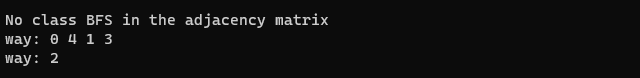 No class BFS in the adjacency matrix
way: 0 4 1 3
way: 2